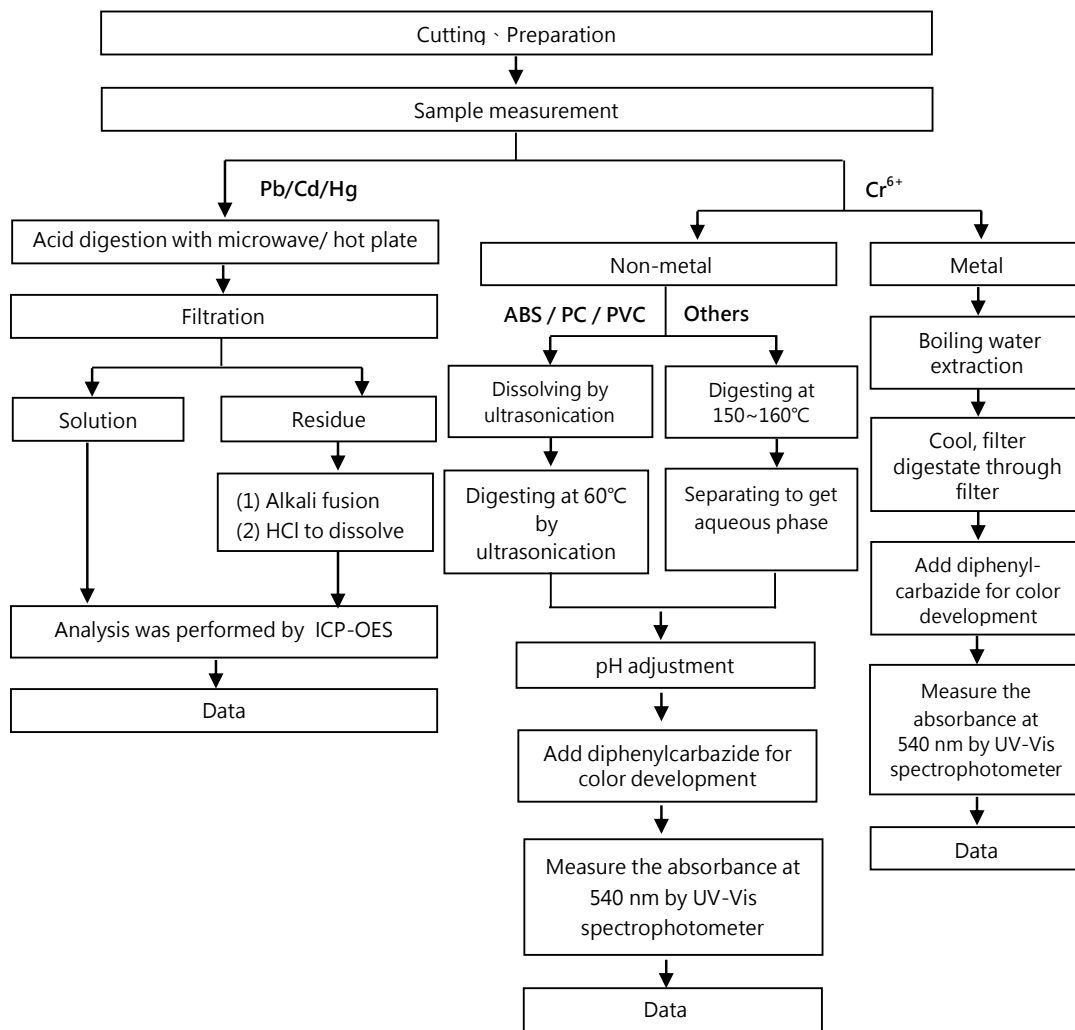 Cutting、Preparation
Sample measurement
Pb/Cd/Hg
Acid digestion with microwave/ hot plate
Filtration
Solution
Residue
(1) Alkali fusion
(2) HCl to dissolve
Analysis was performed by ICP-OES
Data
Cr⁶⁺
Non-metal
ABS / PC / PVC
Others
Dissolving by
ultrasonication
Digesting at
150~160℃
Digesting at 60℃
by
ultrasonication
Separating to get
aqueous phase
pH adjustment
Add diphenylcarbazide for
color development
Measure the absorbance at
540 nm by UV-Vis
spectrophotometer
Data
Metal
Boiling water
extraction
Cool, filter
digestate through
filter
Add diphenyl-
carbazide for color
development
Measure the
absorbance at
540 nm by UV-Vis
spectrophotometer
Data